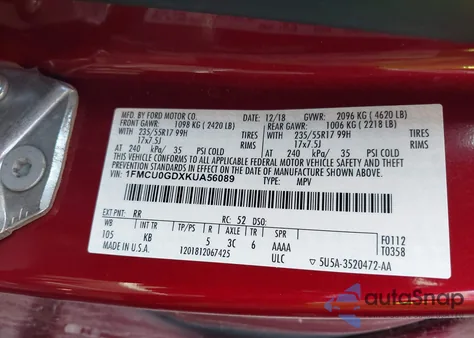 MFD. BY FORD MOTOR CO. 12/18 GVWR: 2096 KG ( 4620 LB)
FRONT GAWR: 1098 KG ( 2420 LB) REAR GAWR: 1006 KG ( 2218 LB)
WITH 235/55R17 99H TIRES WITH 235/55R17 99H TIRES
17x7.5J RIMS 17x7.5J RIMS
AT 240 kPa/ 35 PSI COLD AT 240 kPa/ 35 PSI COLD
THIS VEHICLE CONFORMS TO ALL APPLICABLE FEDERAL MOTOR VEHICLE SAFETY AND THEFT PREVENTION STANDARDS IN EFFECT ON THE DATE OF MANUFACTURE SHOWN ABOVE.
VIN: 1FMCU0GDXKUA56089 TYPE: MPV
EXT PNT: RR RC: 52 DSO:
WB BRK INT TR TP/PS R AXLE TR SPR F0112
105 KB 5 3C 6 AAAA T0358
MADE IN U.S.A. 1201812067425 ULC ▽ 5U5A-3520472-AA
autoSnap